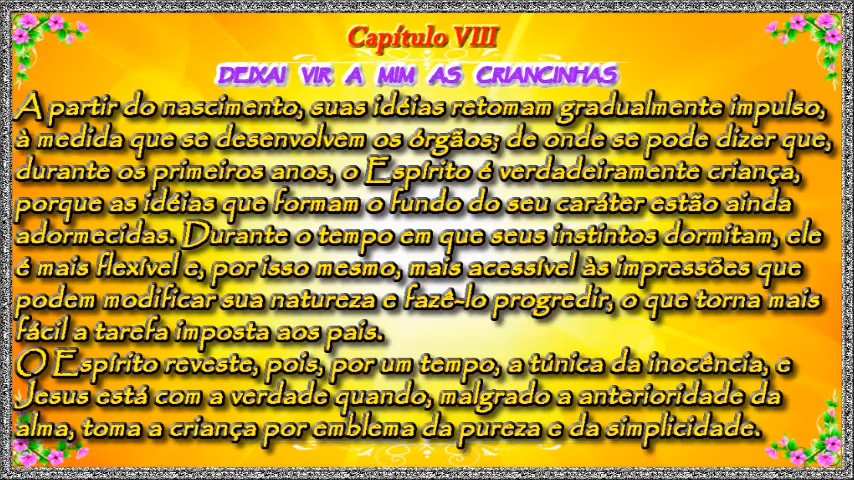 Capítulo VIII
DEIXAI VIR A MIM AS CRIANCINHAS
A partir do nascimento, suas idéias retomam gradualmente impulso,
à medida que se desenvolvem os órgãos; de onde se pode dizer que,
durante os primeiros anos, o Espírito é verdadeiramente criança,
porque as idéias que formam o fundo do seu caráter estão ainda
adormecidas. Durante o tempo em que seus instintos dormitam, ele
é mais flexível e, por isso mesmo, mais acessível às impressões que
podem modificar sua natureza e fazê-lo progredir, o que torna mais
fácil a tarefa imposta aos pais.
O Espírito reveste, pois, por um tempo, a túnica da inocência, e
Jesus está com a verdade quando, malgrado a anterioridade da
alma, toma a criança por emblema da pureza e da simplicidade.